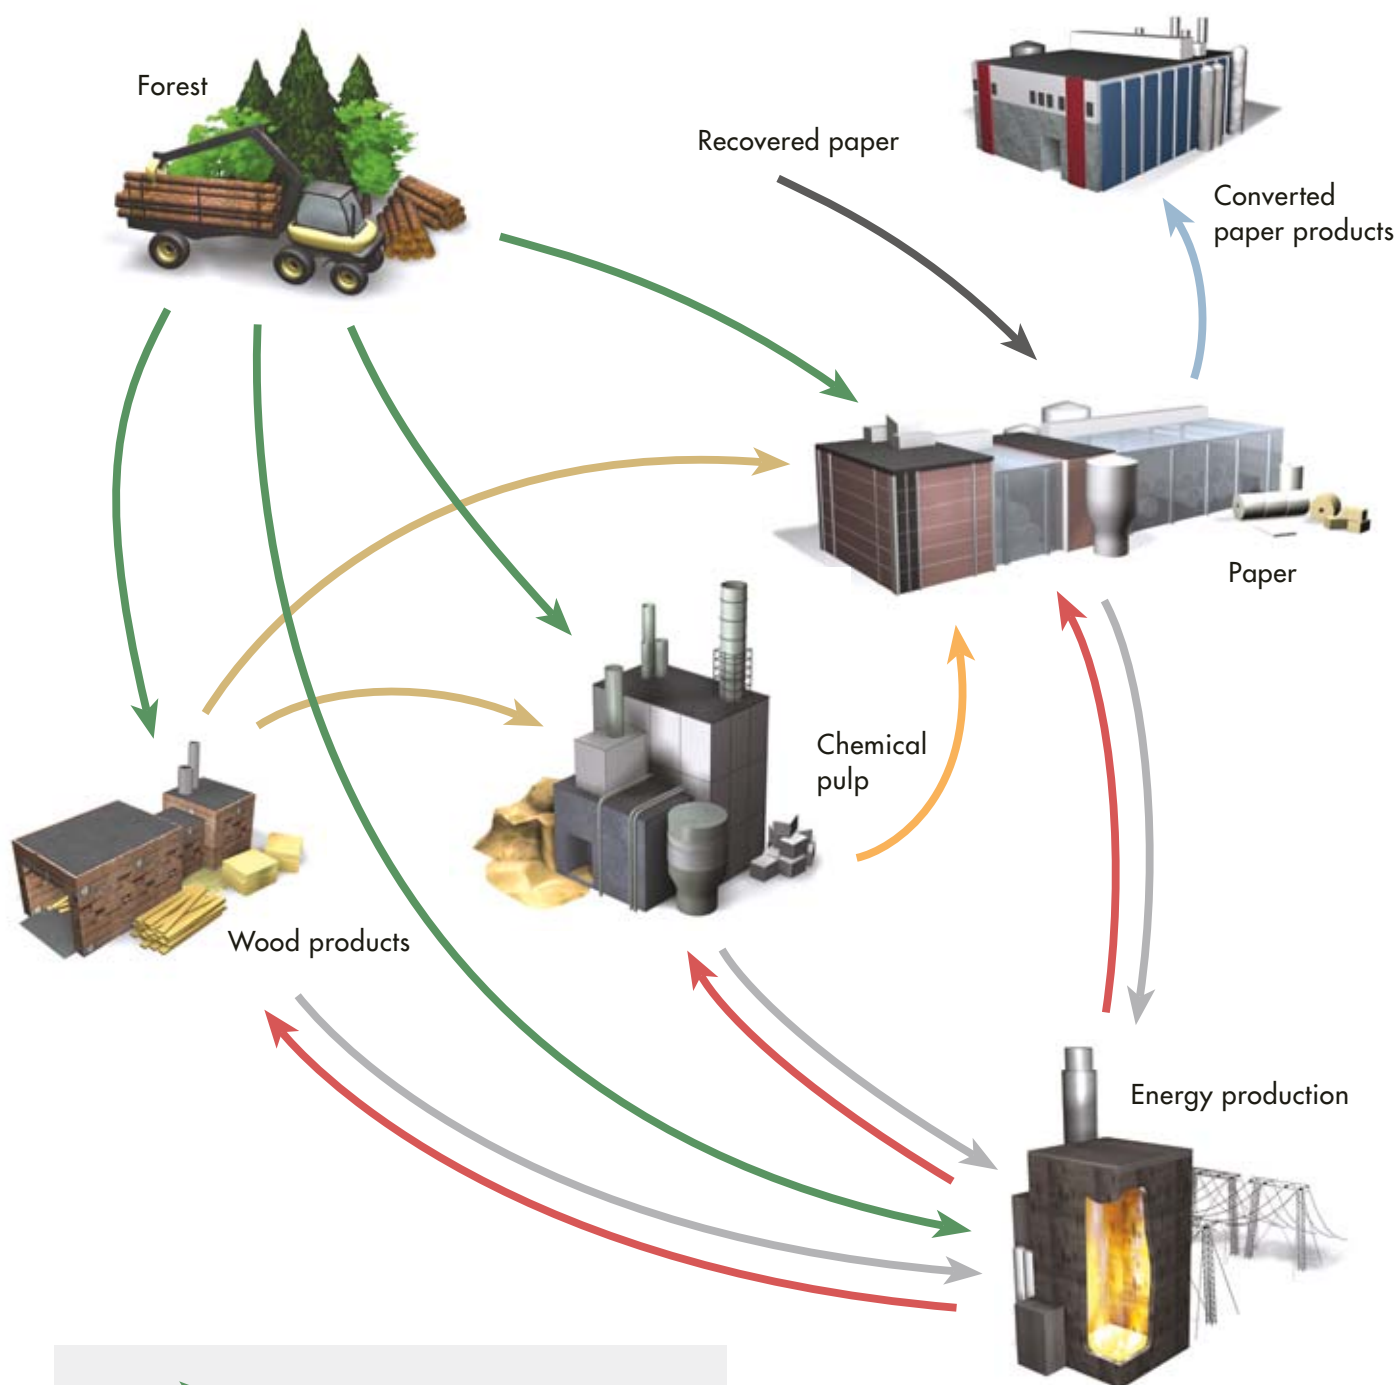 Forest
Recovered paper
Converted
paper products
Paper
Chemical
pulp
Wood products
Energy production